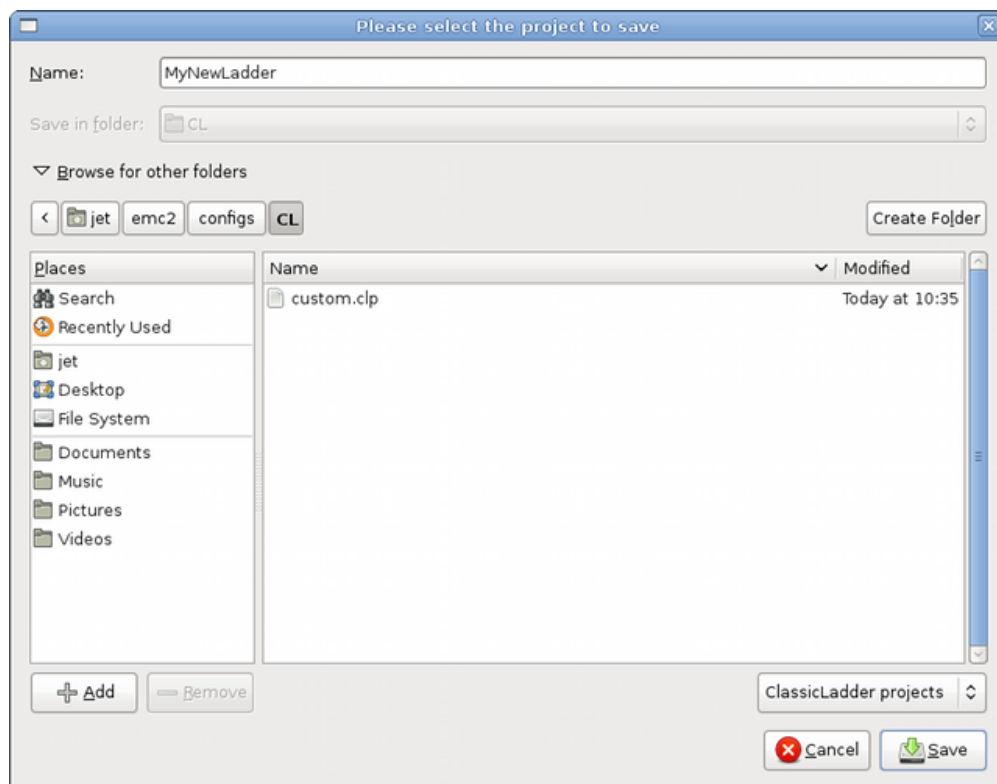 Please select the project to save
Name: MyNewLadder
Save in folder: CL
Browse for other folders
jet emc2 configs CL Create Folder
Places Name Modified
Search custom.clp Today at 10:35
Recently Used
jet
Desktop
File System
Documents
Music
Pictures
Videos
Add Remove ClassicLadder projects
Cancel Save